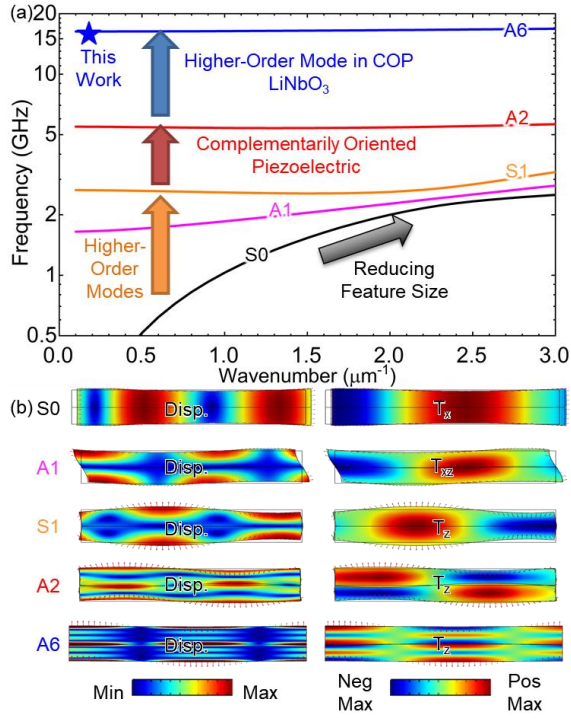 (a)
20
15
This
Work
Higher-Order Mode in COP
LiNbO₃
A6
10
Frequency (GHz)
5
A2
Complementarily Oriented
Piezoelectric
S1
2
A1
Higher-
Order
Modes
S0
1
Reducing
Feature Size
0.5
0.0 0.5 1.0 1.5 2.0 2.5 3.0
Wavenumber (μm⁻¹)
(b) S0 Disp. Tₓ
A1 Disp. Tₓz
S1 Disp. Tz
A2 Disp. Tz
A6 Disp. Tz
Min Max Neg Max Pos Max